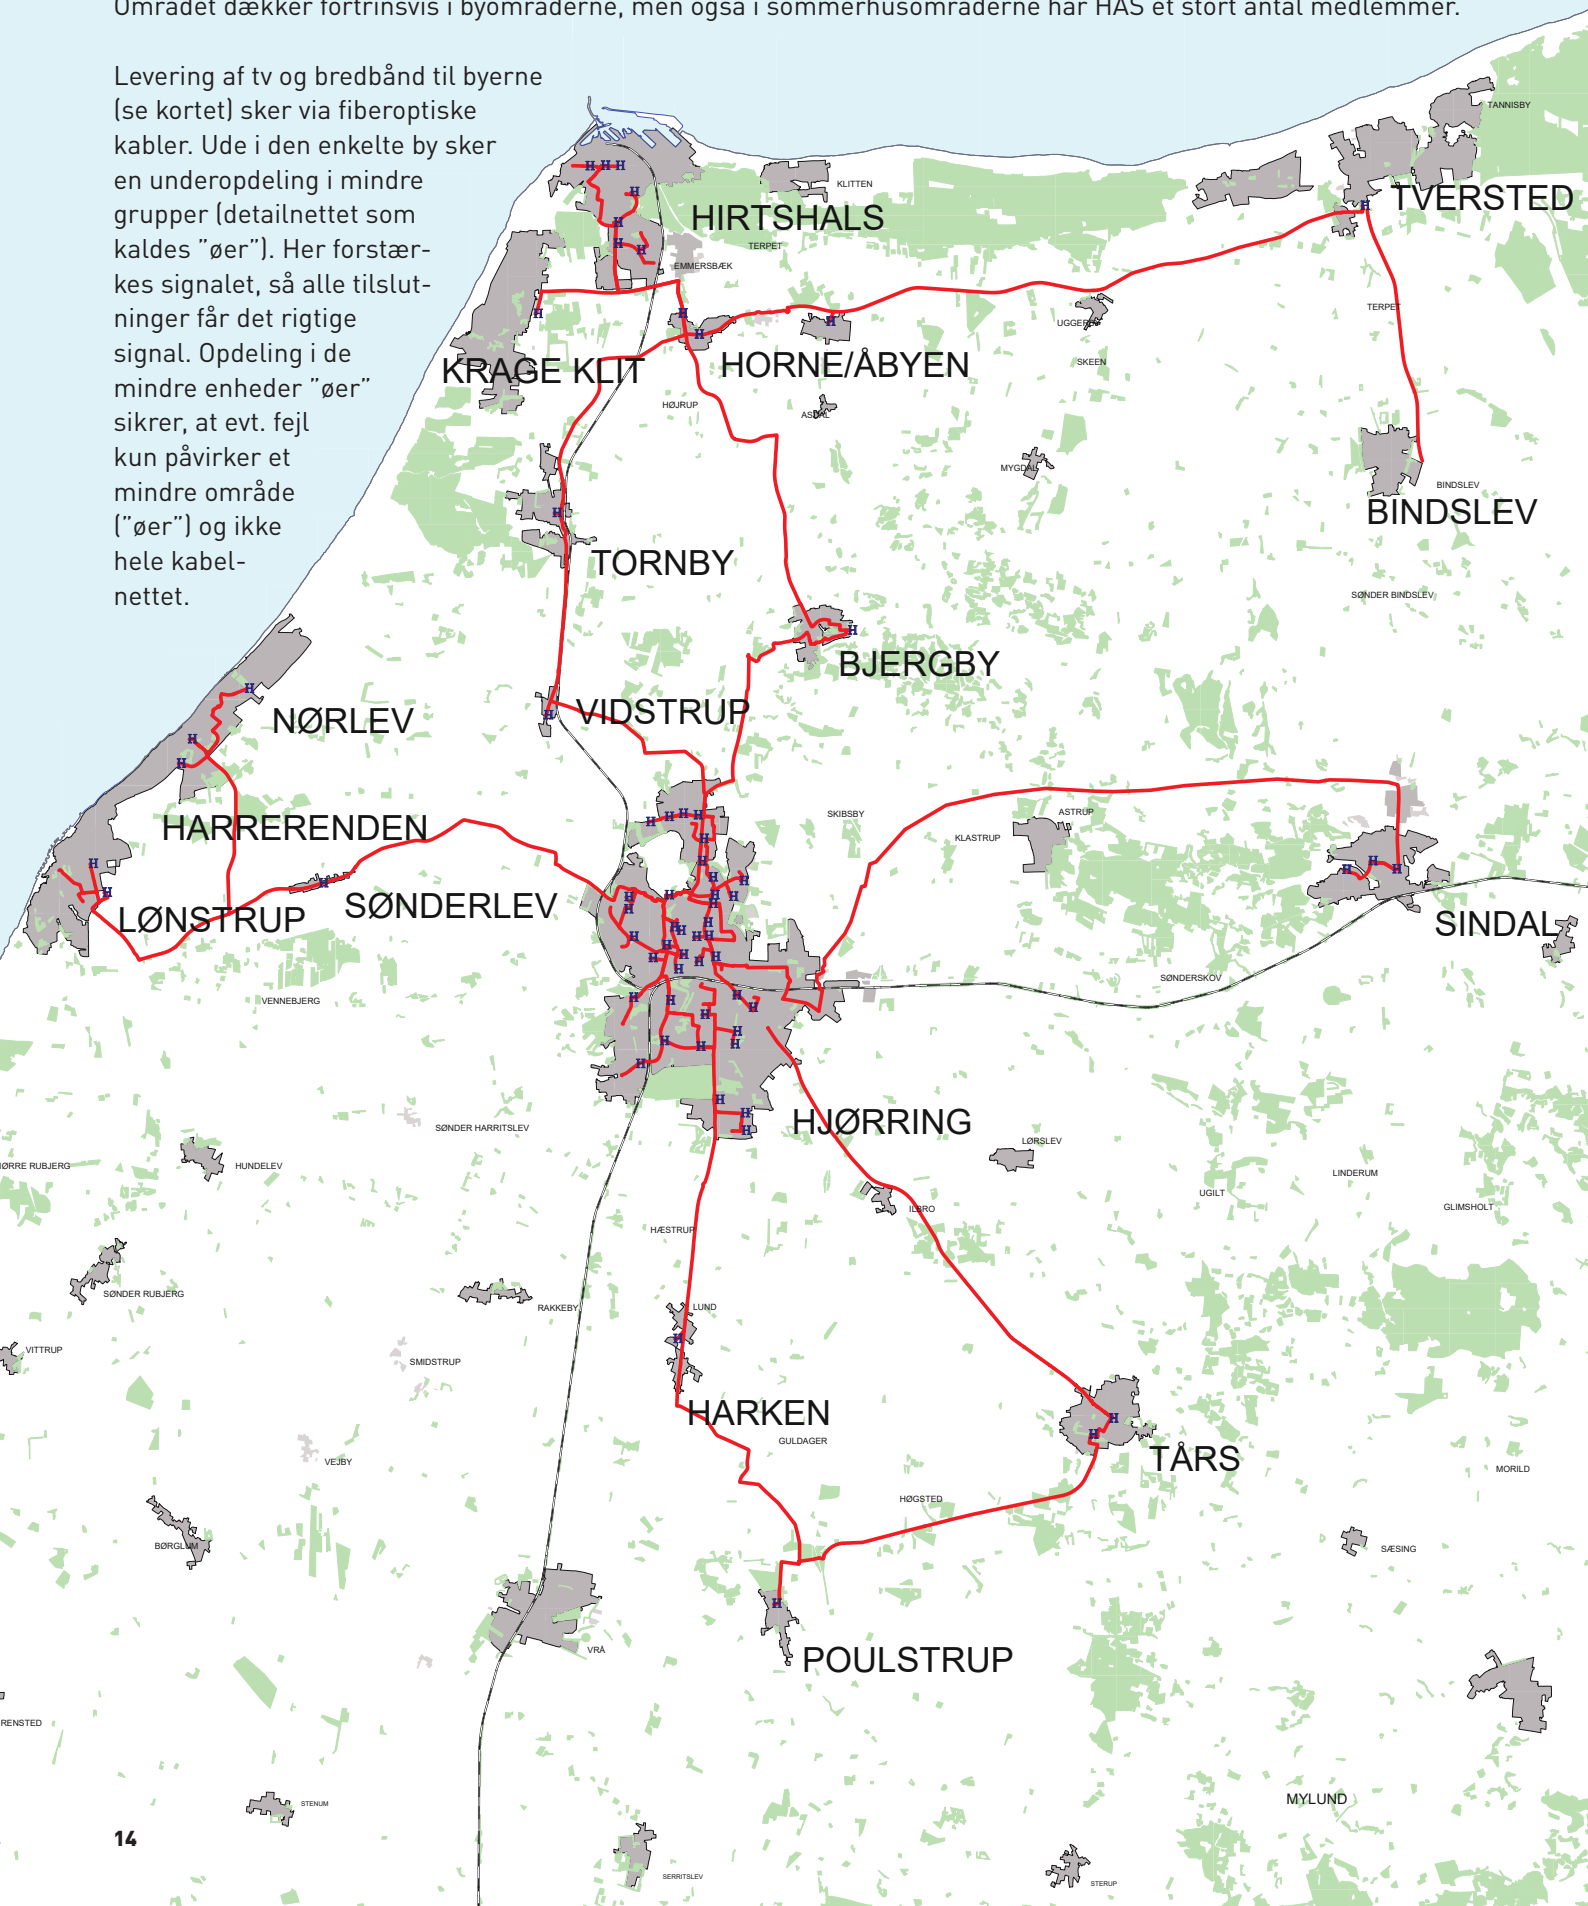 Området dækker fortrinsvis i byområderne, men også i sommerhusområderne har HAS et stort antal medlemmer.
Levering af tv og bredbånd til byerne
(se kortet) sker via fiberoptiske
kabler. Ude i den enkelte by sker
en underopdeling i mindre
grupper (detailnettet som
kaldes ”øer”). Her forstær-
kes signalet, så alle tilslut-
ninger får det rigtige
signal. Opdeling i de
mindre enheder ”øer”
sikrer, at evt. fejl
kun påvirker et
mindre område
(”øer”) og ikke
hele kabel-
nettet.
TANNISBY
KLITTEN
TVERSTED
HIRTSHALS
TERPET
EMMERSBÆK
TERPET
UGGERBY
HORNE/ÅBYEN
SKEEN
KRAGE KLIT
HØJRUP
ASDAL
MYGDAL
BINDSLEV
BINDSLEV
TORNBY
SØNDER BINDSLEV
BJERGBY
VIDSTRUP
NØRLEV
HARRERENDEN
SKIBSBY
ASTRUP
KLASTRUP
SØNDERLEV
LØNSTRUP
SINDAL
SØNDERSKOV
VENNEBJERG
HJØRRING
SØNDER HARRITSLEV
LØRSLEV
ØRRE RUBJERG
HUNDELEV
LINDERUM
UGILT
GLIMSHOLT
ILBRO
HÆSTRUP
SØNDER RUBJERG
RAKKEBY
LUND
VITTRUP
SMIDSTRUP
HARKEN
GULDAGER
TÅRS
VEJBY
MORILD
HØGSTED
BØRGLUM
SÆSING
VRÅ
POULSTRUP
RENSTED
MYLUND
STENUM
14
SERRITSLEV
STERUP